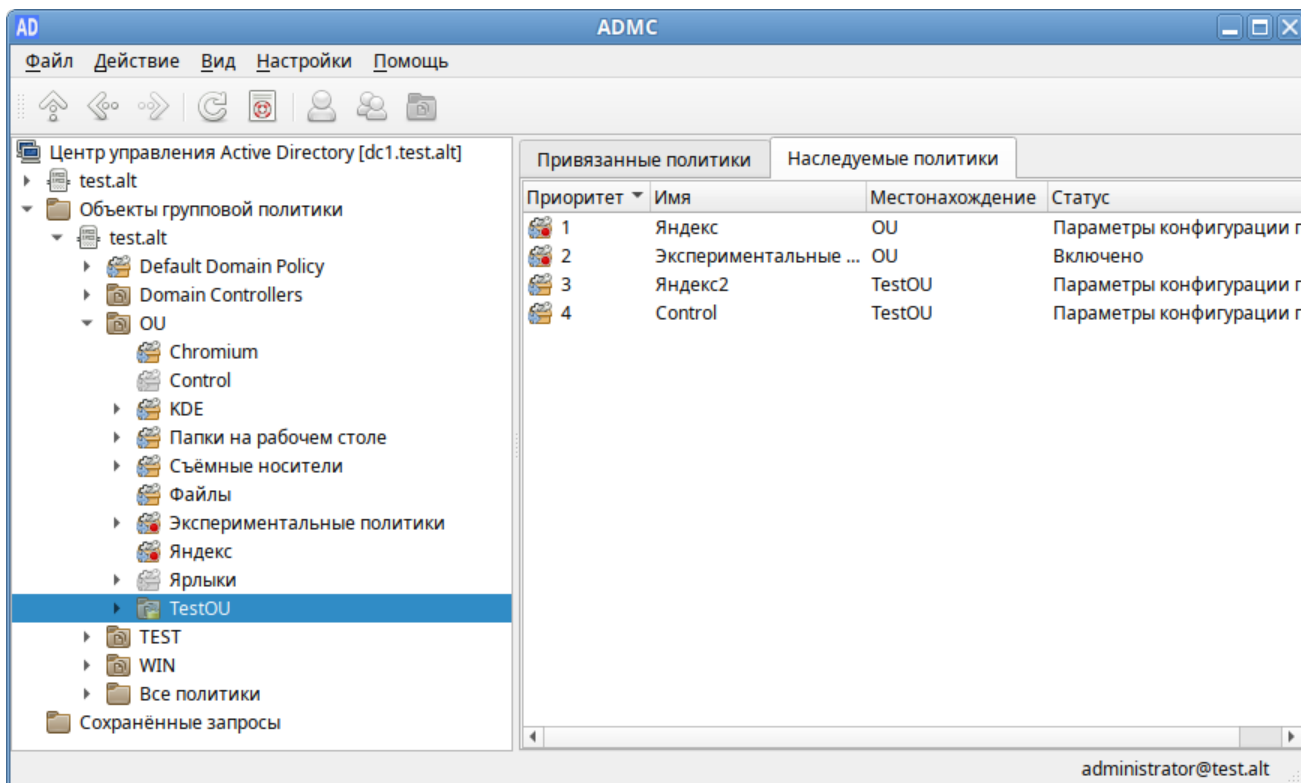 AD ADMC
Файл Действие Вид Настройки Помощь
Центр управления Active Directory [dc1.test.alt]
test.alt
Объекты групповой политики
test.alt
Default Domain Policy
Domain Controllers
OU
Chromium
Control
KDE
Папки на рабочем столе
Съёмные носители
Файлы
Экспериментальные политики
Яндекс
Ярлыки
TestOU
TEST
WIN
Все политики
Сохранённые запросы
Привязанные политики Наследуемые политики
Приоритет Имя Местонахождение Статус
1 Яндекс OU Параметры конфигурации п
2 Экспериментальные ... OU Включено
3 Яндекс2 TestOU Параметры конфигурации п
4 Control TestOU Параметры конфигурации п
administrator@test.alt